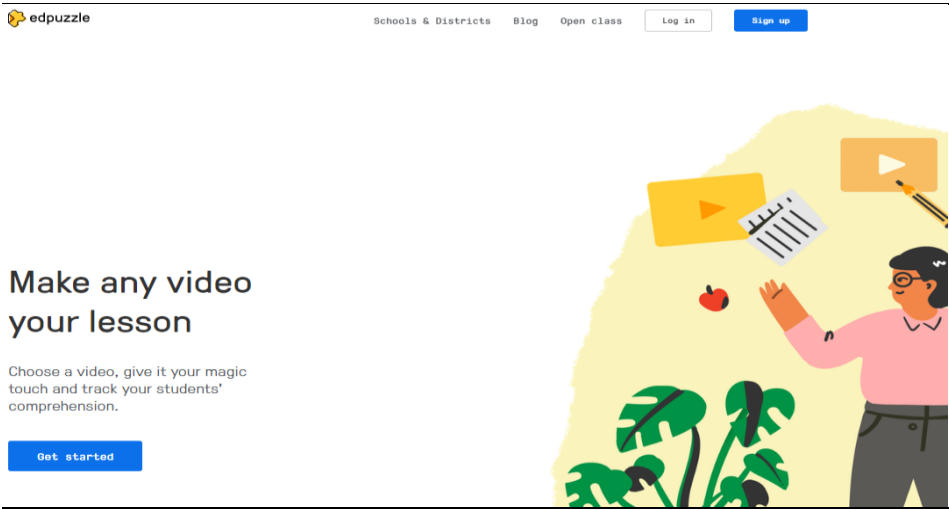 edpuzzle
Schools & Districts
Blog
Open class
Log in
Sign up
Make any video
your lesson
Choose a video, give it your magic
touch and track your students'
comprehension.
Get started